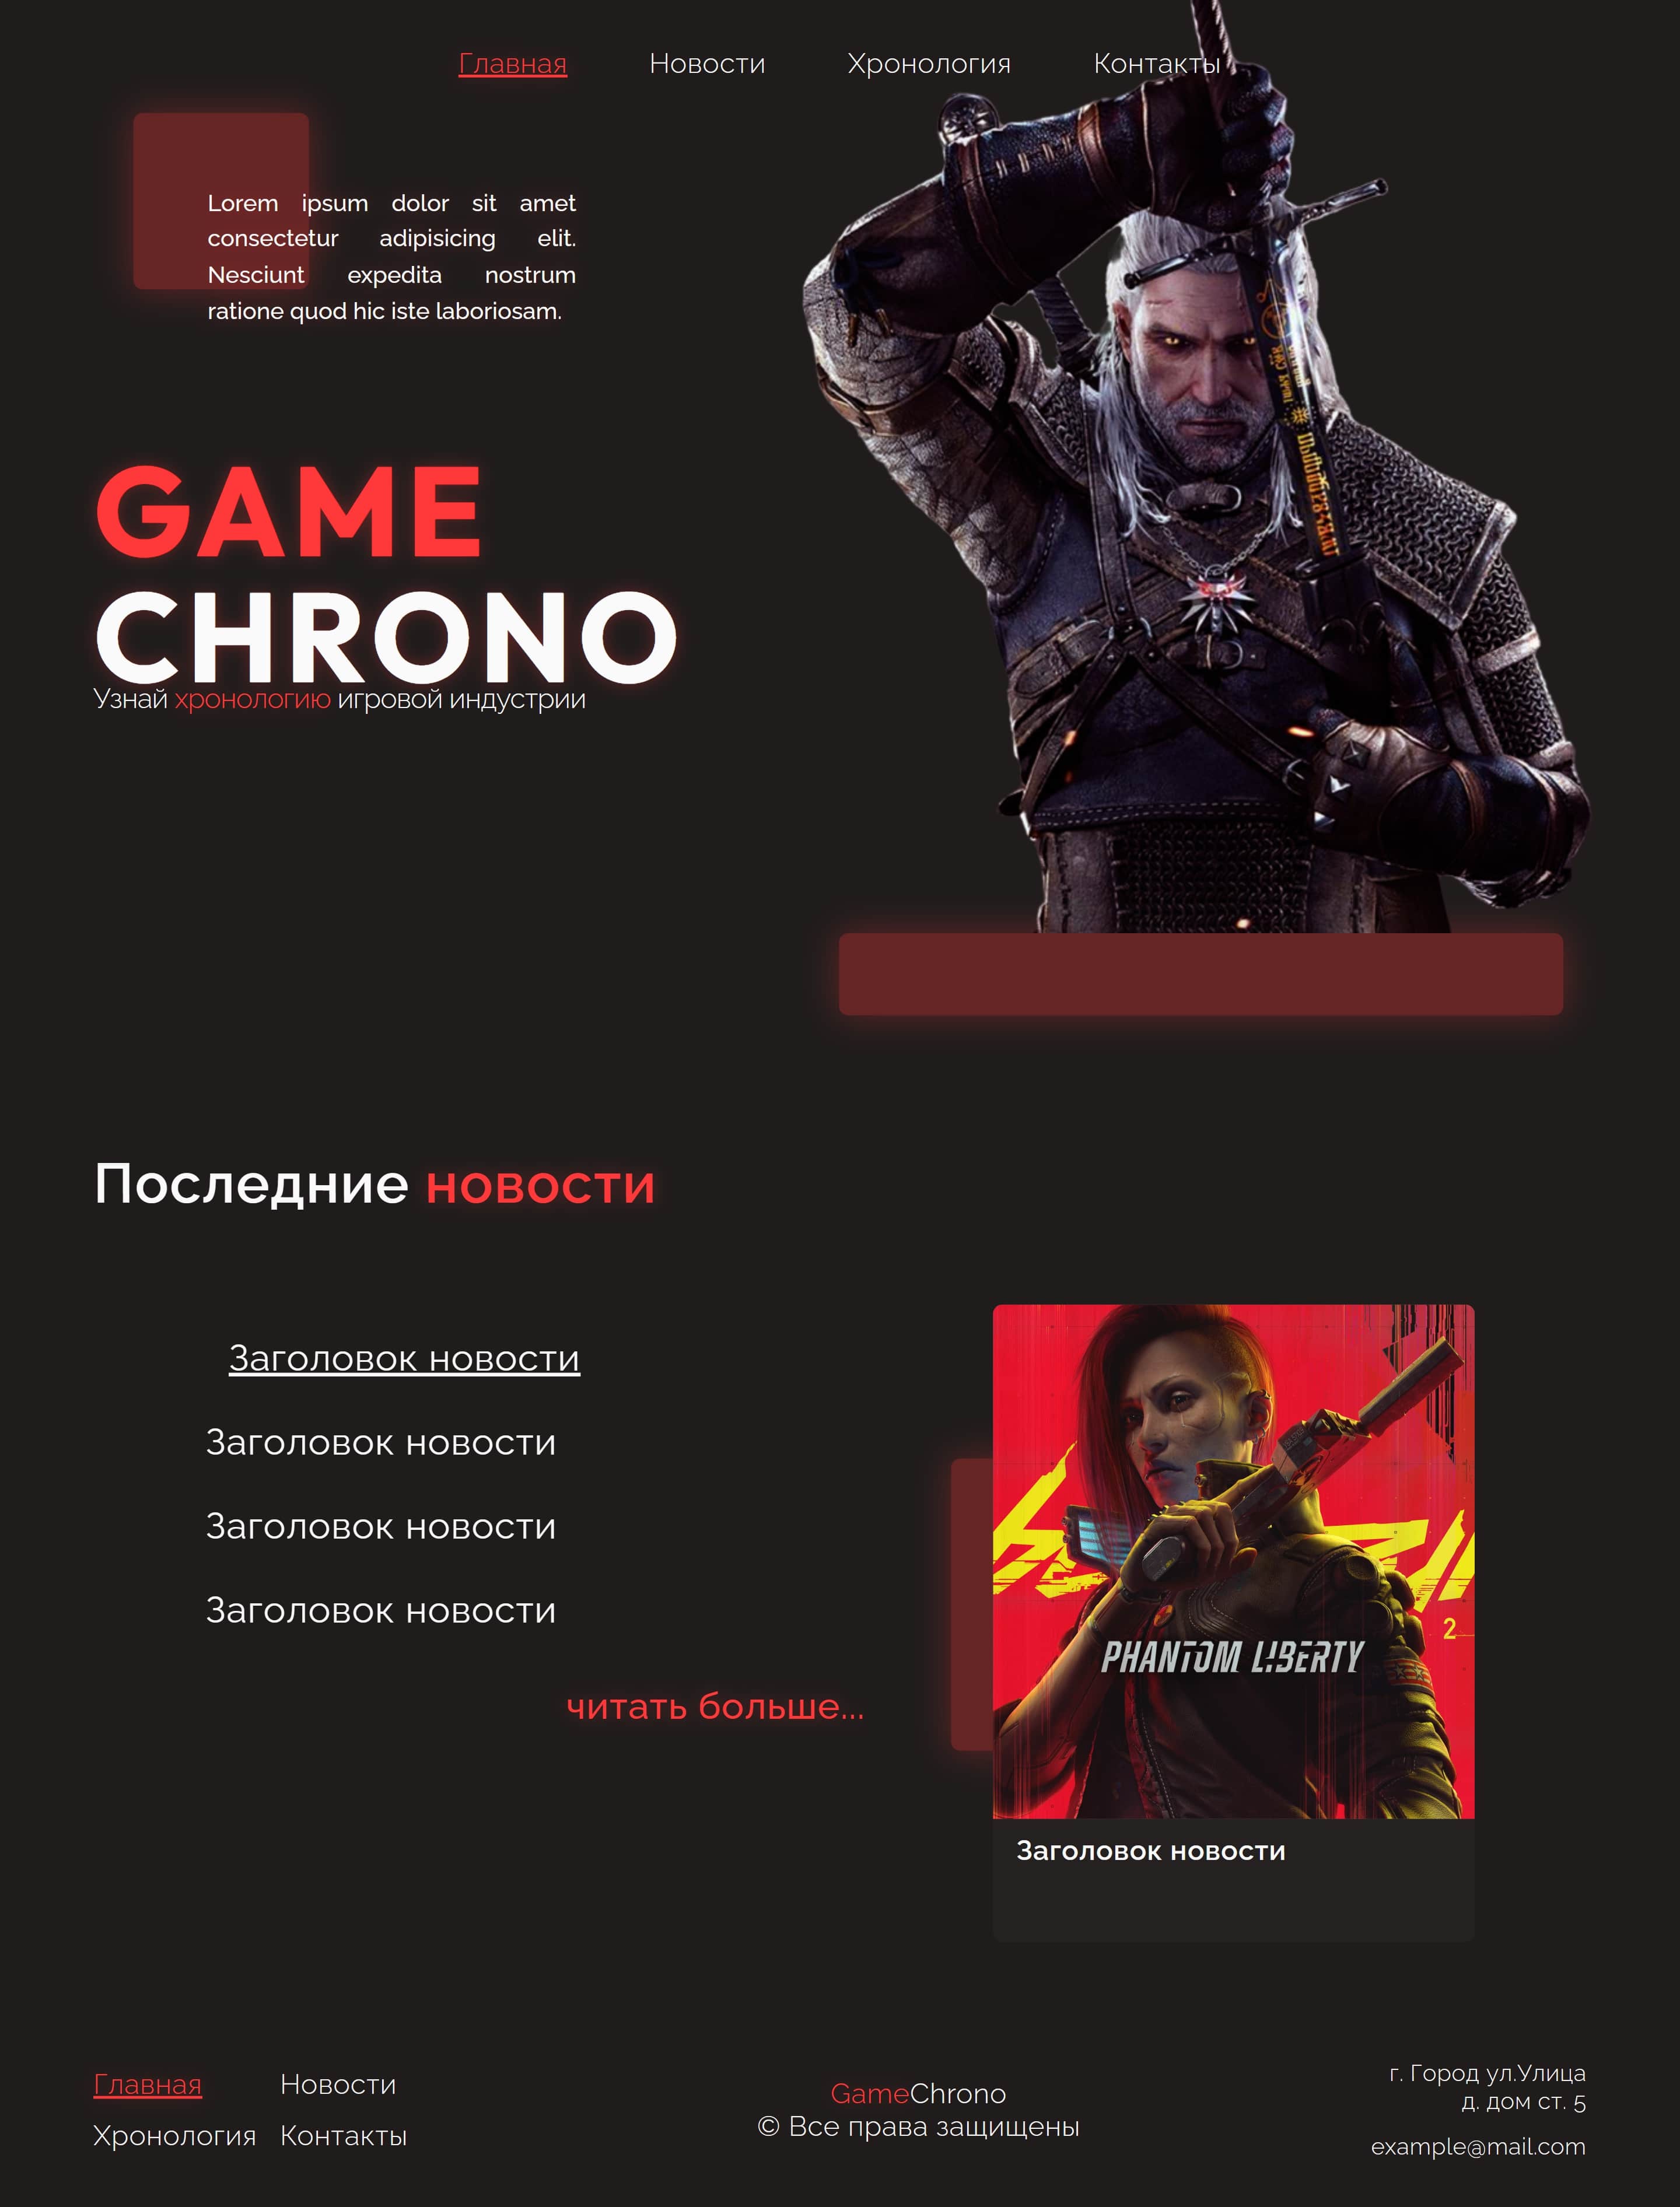 Главная Новости Хронология Контакты
Lorem ipsum dolor sit amet
consectetur adipisicing elit.
Nesciunt expedita nostrum
ratione quod hic iste laboriosam.
GAME
CHRONO
Узнай хронологию игровой индустрии
Последние новости
Заголовок новости
Заголовок новости
Заголовок новости
Заголовок новости
читать больше...
2
PHANTOM LIBERTY
Заголовок новости
Главная Новости
Хронология Контакты
GameChrono
© Все права защищены
г. Город ул.Улица
д. дом ст. 5
example@mail.com